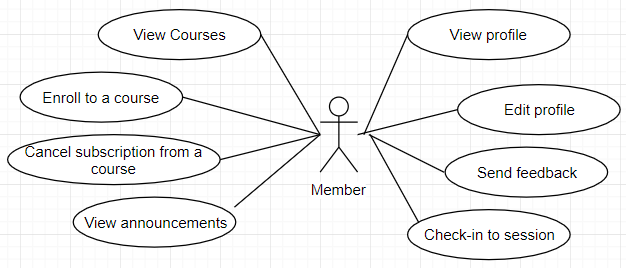 View Courses
View profile
Enroll to a course
Edit profile
Cancel subscription from a
course
Send feedback
Member
View announcements
Check-in to session